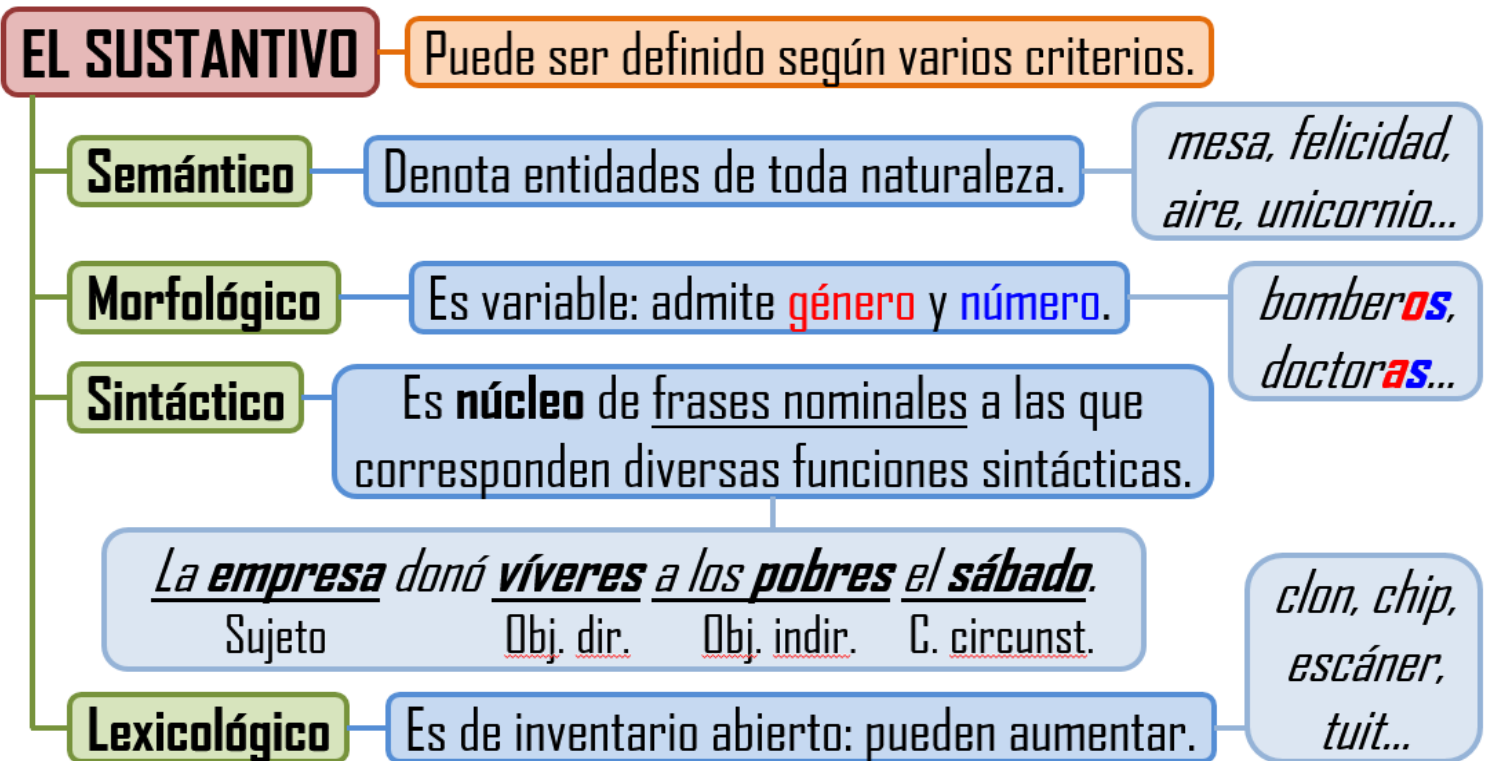 EL SUSTANTIVO
Puede ser definido según varios criterios.
Semántico
Denota entidades de toda naturaleza.
mesa, felicidad,
aire, unicornio...
Morfológico
Es variable: admite género y número.
bomberos,
doctoras...
Sintáctico
Es núcleo de frases nominales a las que
corresponden diversas funciones sintácticas.
La empresa donó víveres a los pobres el sábado.
Sujeto Obj. dir. Obj. indir. C. circunst.
Lexicológico
Es de inventario abierto: pueden aumentar.
clon, chip,
escáner,
tuit...